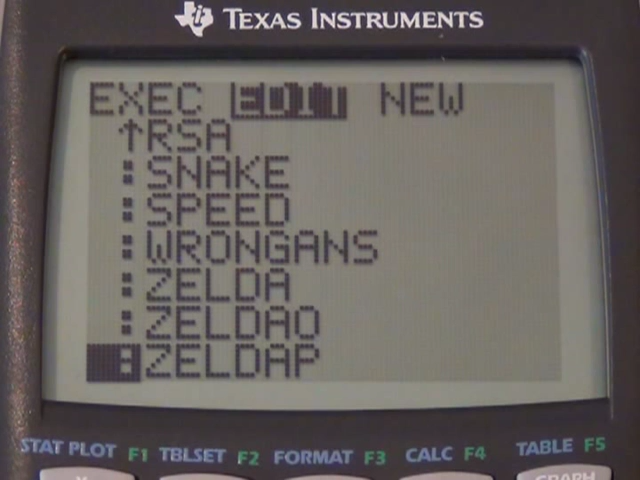 TEXAS INSTRUMENTS
EXEC EDIT NEW
↑RSA
:SNAKE
:SPEED
:WRONGANS
:ZELDA
:ZELDAO
:ZELDAP
STAT PLOT F1 TBLSET F2 FORMAT F3 CALC F4 TABLE F5
GRAPH